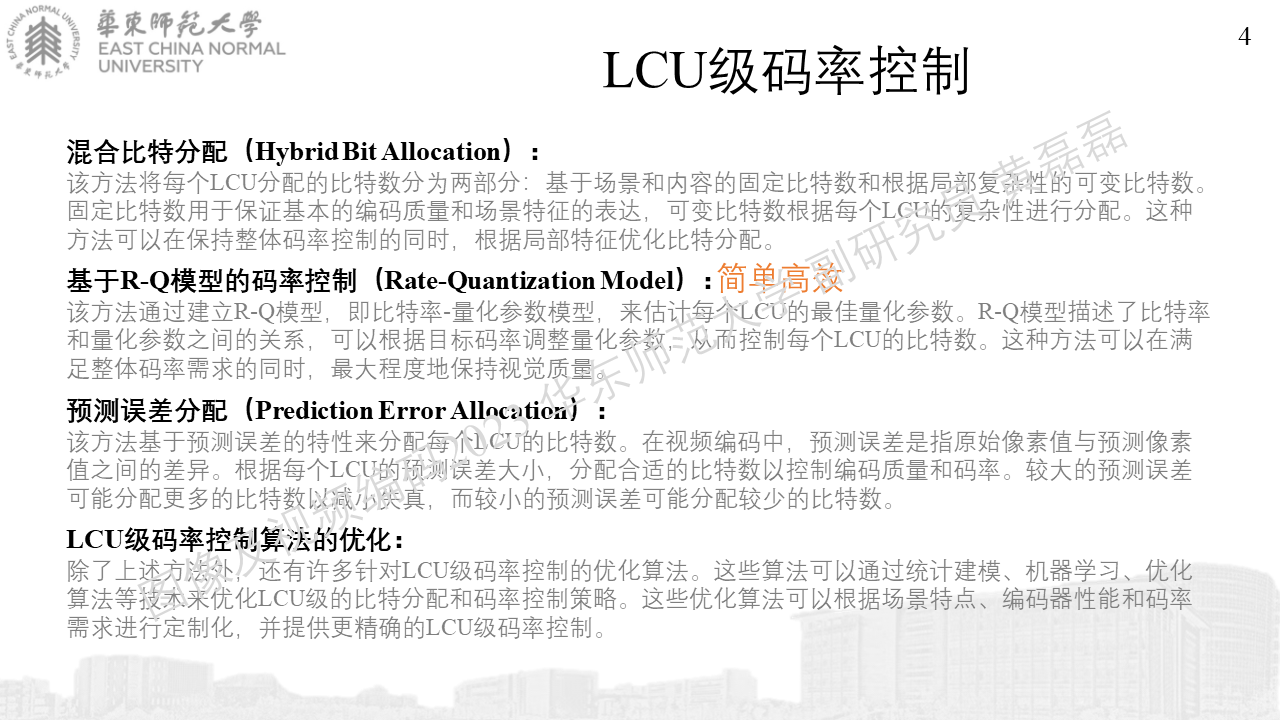 華東師範大學
EAST CHINA NORMAL
UNIVERSITY
EAST CHINA NORMAL UNIVERSITY
華東師范大學
4
LCU级码率控制
混合比特分配（Hybrid Bit Allocation）：
该方法将每个LCU分配的比特数分为两部分：基于场景和内容的固定比特数和根据局部复杂性的可变比特数。
固定比特数用于保证基本的编码质量和场景特征的表达，可变比特数根据每个LCU的复杂性进行分配。这种
方法可以在保持整体码率控制的同时，根据局部特征优化比特分配。
基于R-Q模型的码率控制（Rate-Quantization Model）：简单高效
该方法通过建立R-Q模型，即比特率-量化参数模型，来估计每个LCU的最佳量化参数。R-Q模型描述了比特率
和量化参数之间的关系，可以根据目标码率调整量化参数，从而控制每个LCU的比特数。这种方法可以在满
足整体码率需求的同时，最大程度地保持视觉质量。
预测误差分配（Prediction Error Allocation）：
该方法基于预测误差的特性来分配每个LCU的比特数。在视频编码中，预测误差是指原始像素值与预测像素
值之间的差异。根据每个LCU的预测误差大小，分配合适的比特数以控制编码质量和码率。较大的预测误差
可能分配更多的比特数以减小失真，而较小的预测误差可能分配较少的比特数。
LCU级码率控制算法的优化：
除了上述方法外，还有许多针对LCU级码率控制的优化算法。这些算法可以通过统计建模、机器学习、优化
算法等技术来优化LCU级的比特分配和码率控制策略。这些优化算法可以根据场景特点、编码器性能和码率
需求进行定制化，并提供更精确的LCU级码率控制。
图像及视频编码2023 华东师范大学副研究员 黄磊磊